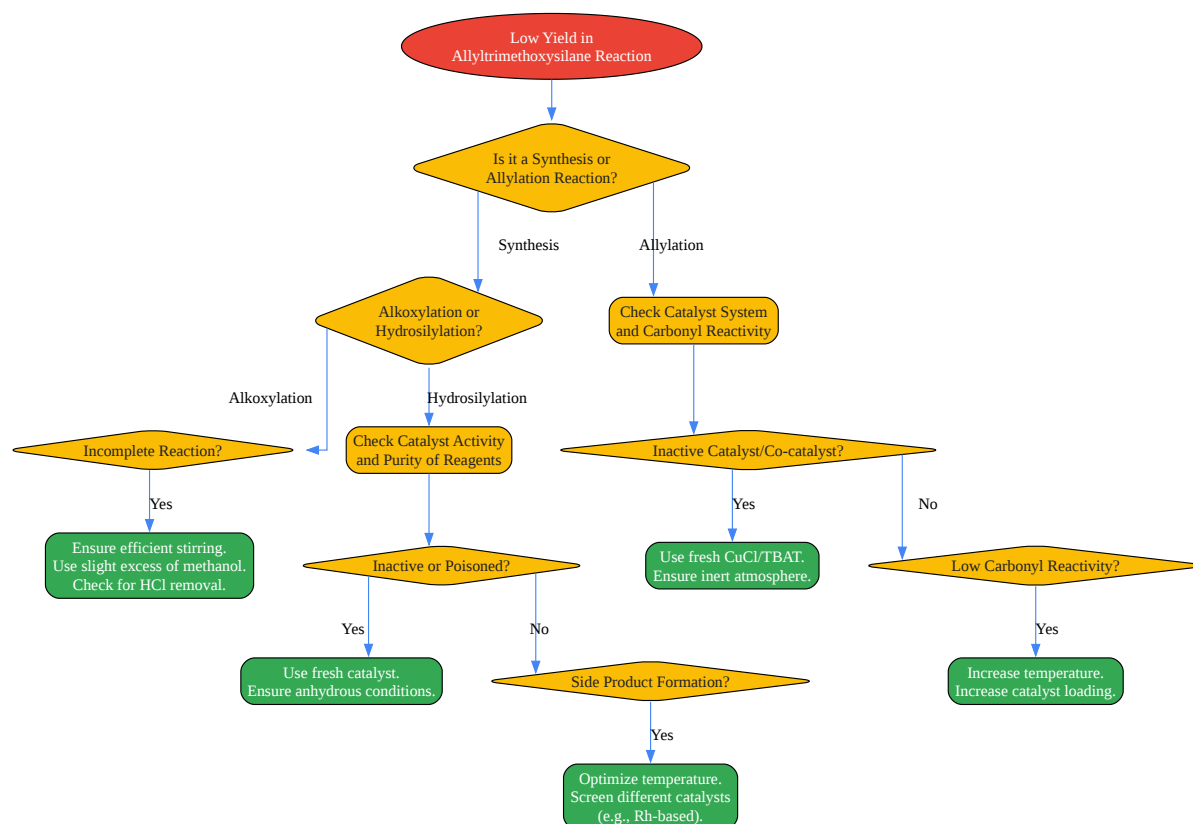 Low Yield in
Allyltrimethoxysilane Reaction
Is it a Synthesis or
Allylation Reaction?
Synthesis
Allylation
Alkoxylation or
Hydrosilylation?
Check Catalyst System
and Carbonyl Reactivity
Alkoxylation
Hydrosilylation
Incomplete Reaction?
Check Catalyst Activity
and Purity of Reagents
Inactive Catalyst/Co-catalyst?
Yes
Yes
No
Ensure efficient stirring.
Use slight excess of methanol.
Check for HCl removal.
Inactive or Poisoned?
Use fresh CuCl/TBAT.
Ensure inert atmosphere.
Low Carbonyl Reactivity?
Yes
No
Yes
Use fresh catalyst.
Ensure anhydrous conditions.
Side Product Formation?
Increase temperature.
Increase catalyst loading.
Yes
Optimize temperature.
Screen different catalysts
(e.g., Rh-based).